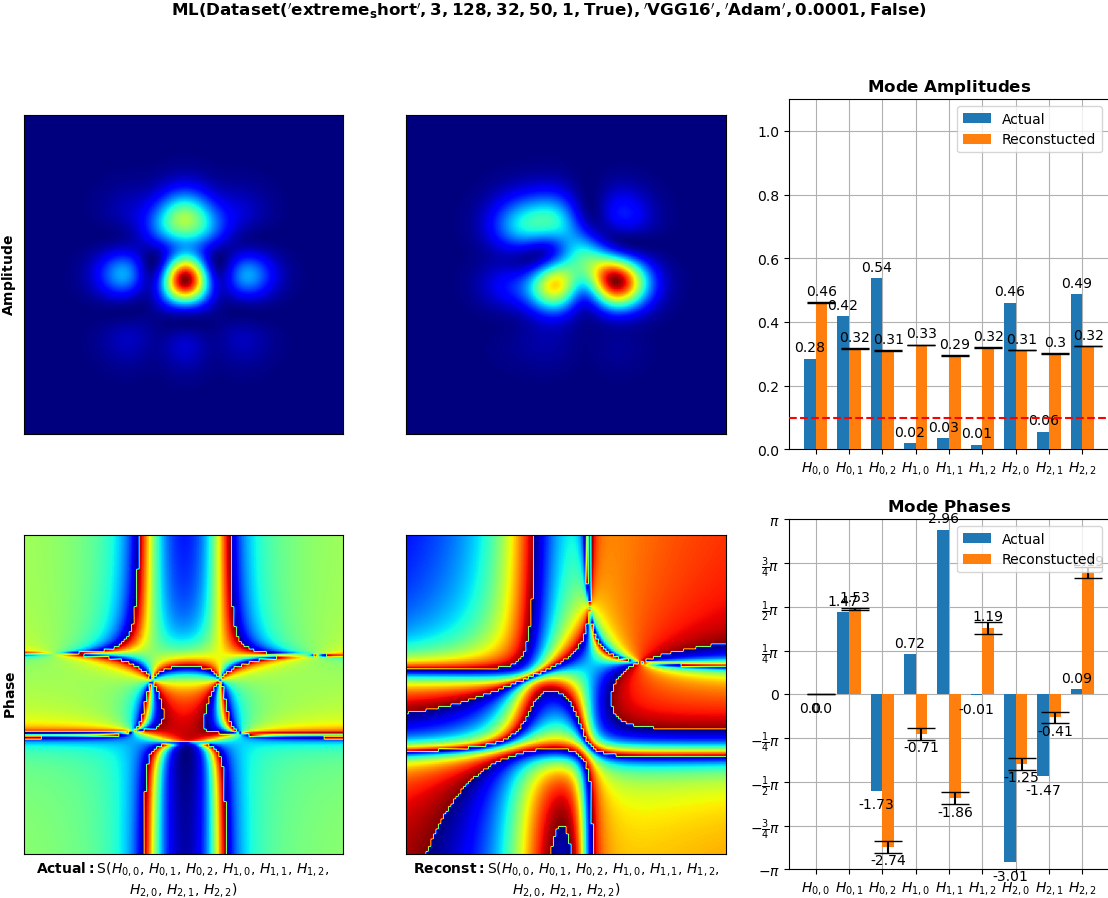 ML(Dataset('extreme_short', 3, 128, 32, 50, 1, True), 'VGG16', 'Adam', 0.0001, False)
Amplitude
Mode Amplitudes
Actual
Reconstucted
1.0
0.8
0.6
0.4
0.2
0.0
0.28
0.46
0.42
0.32
0.54
0.31
0.02
0.33
0.03
0.29
0.01
0.32
0.46
0.31
0.06
0.3
0.49
0.32
H0,0 H0,1 H0,2 H1,0 H1,1 H1,2 H2,0 H2,1 H2,2
Phase
Mode Phases
Actual
Reconstucted
π
3/4π
1/2π
1/4π
0
−1/4π
−1/2π
−3/4π
−π
0.0
0.0
1.47
1.53
-1.73
-2.74
0.72
-0.71
2.96
-1.86
-0.01
1.19
-3.01
-1.25
-1.47
-0.41
0.09
H0,0 H0,1 H0,2 H1,0 H1,1 H1,2 H2,0 H2,1 H2,2
Actual: S(H0,0, H0,1, H0,2, H1,0, H1,1, H1,2,
H2,0, H2,1, H2,2)
Reconst: S(H0,0, H0,1, H0,2, H1,0, H1,1, H1,2,
H2,0, H2,1, H2,2)